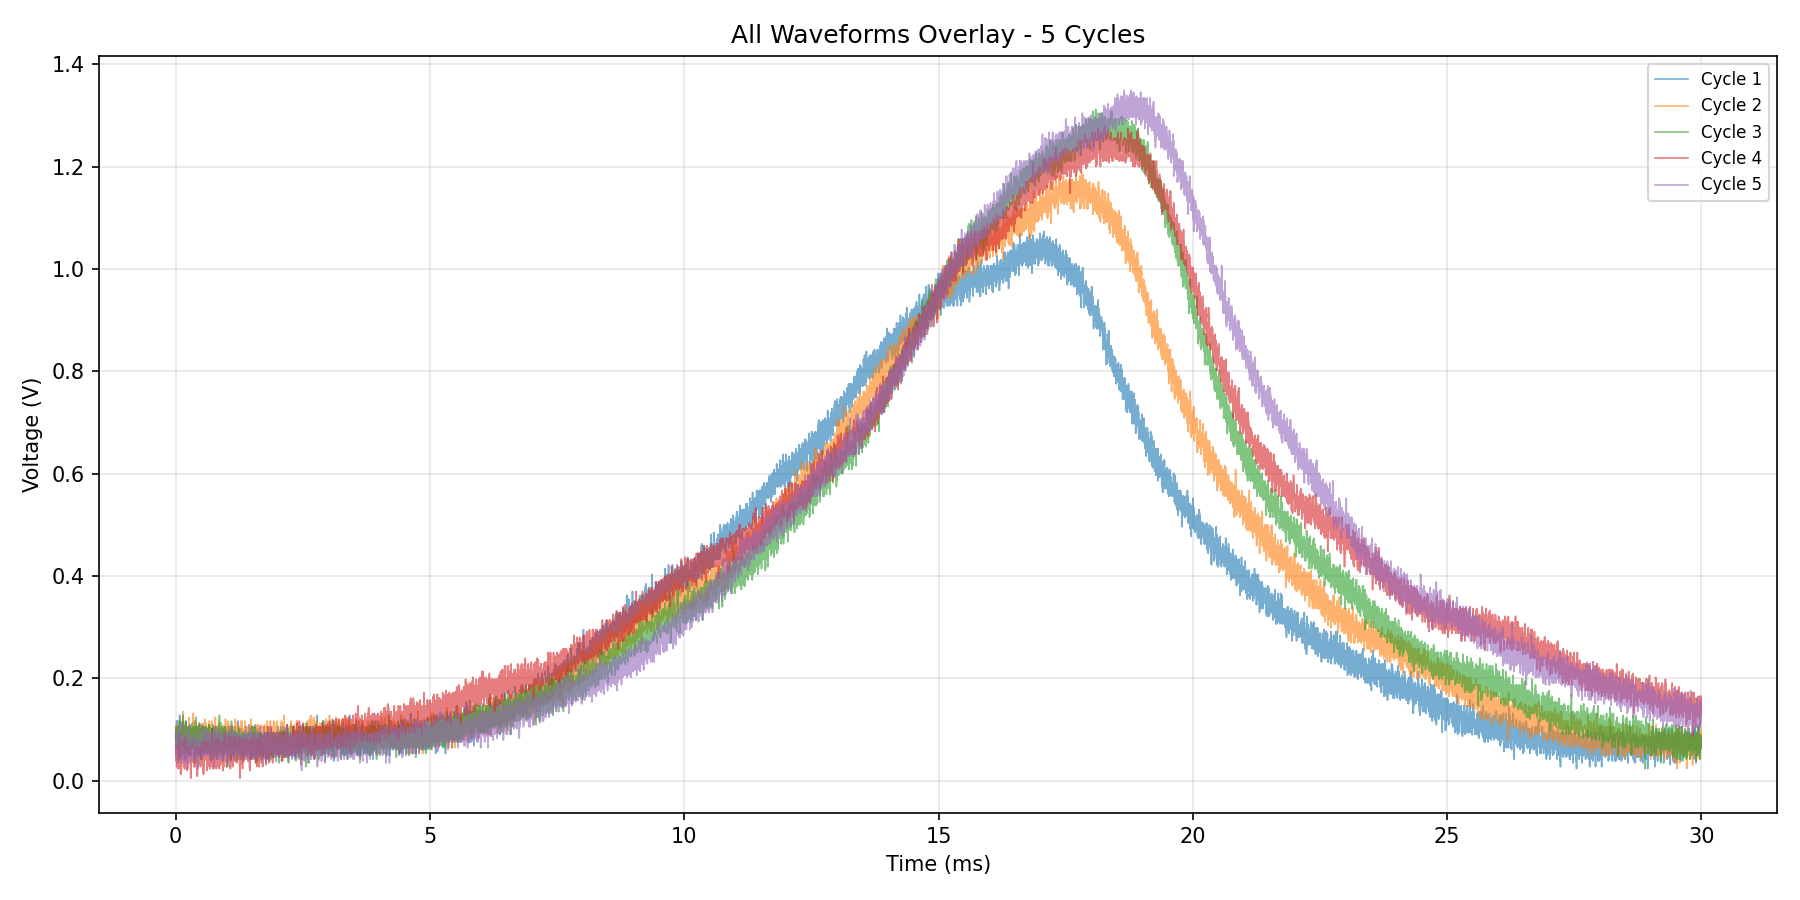 All Waveforms Overlay - 5 Cycles
1.4
1.2
1.0
0.8
0.6
0.4
0.2
0.0
Voltage (V)
Cycle 1
Cycle 2
Cycle 3
Cycle 4
Cycle 5
0 5 10 15 20 25 30
Time (ms)